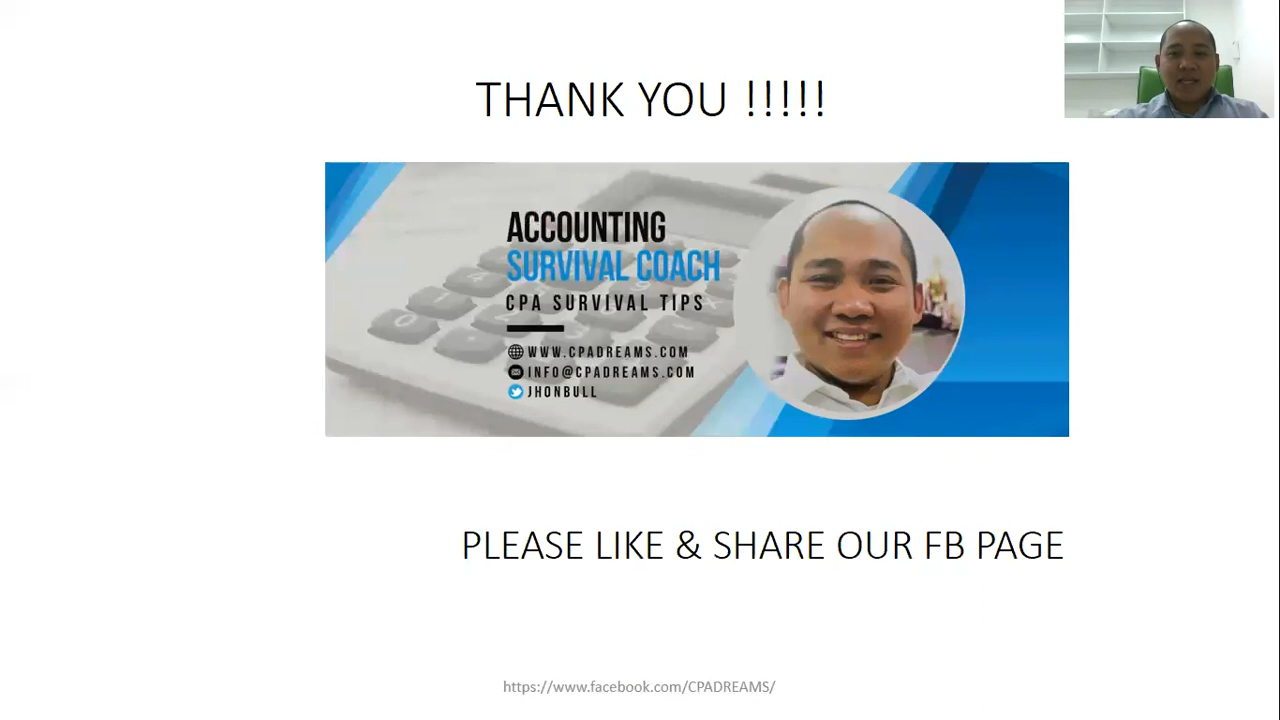 THANK YOU !!!!!
ACCOUNTING
SURVIVAL COACH
CPA SURVIVAL TIPS
WWW.CPADREAMS.COM
INFO@CPADREAMS.COM
JHONBULL
PLEASE LIKE & SHARE OUR FB PAGE
https://www.facebook.com/CPADREAMS/